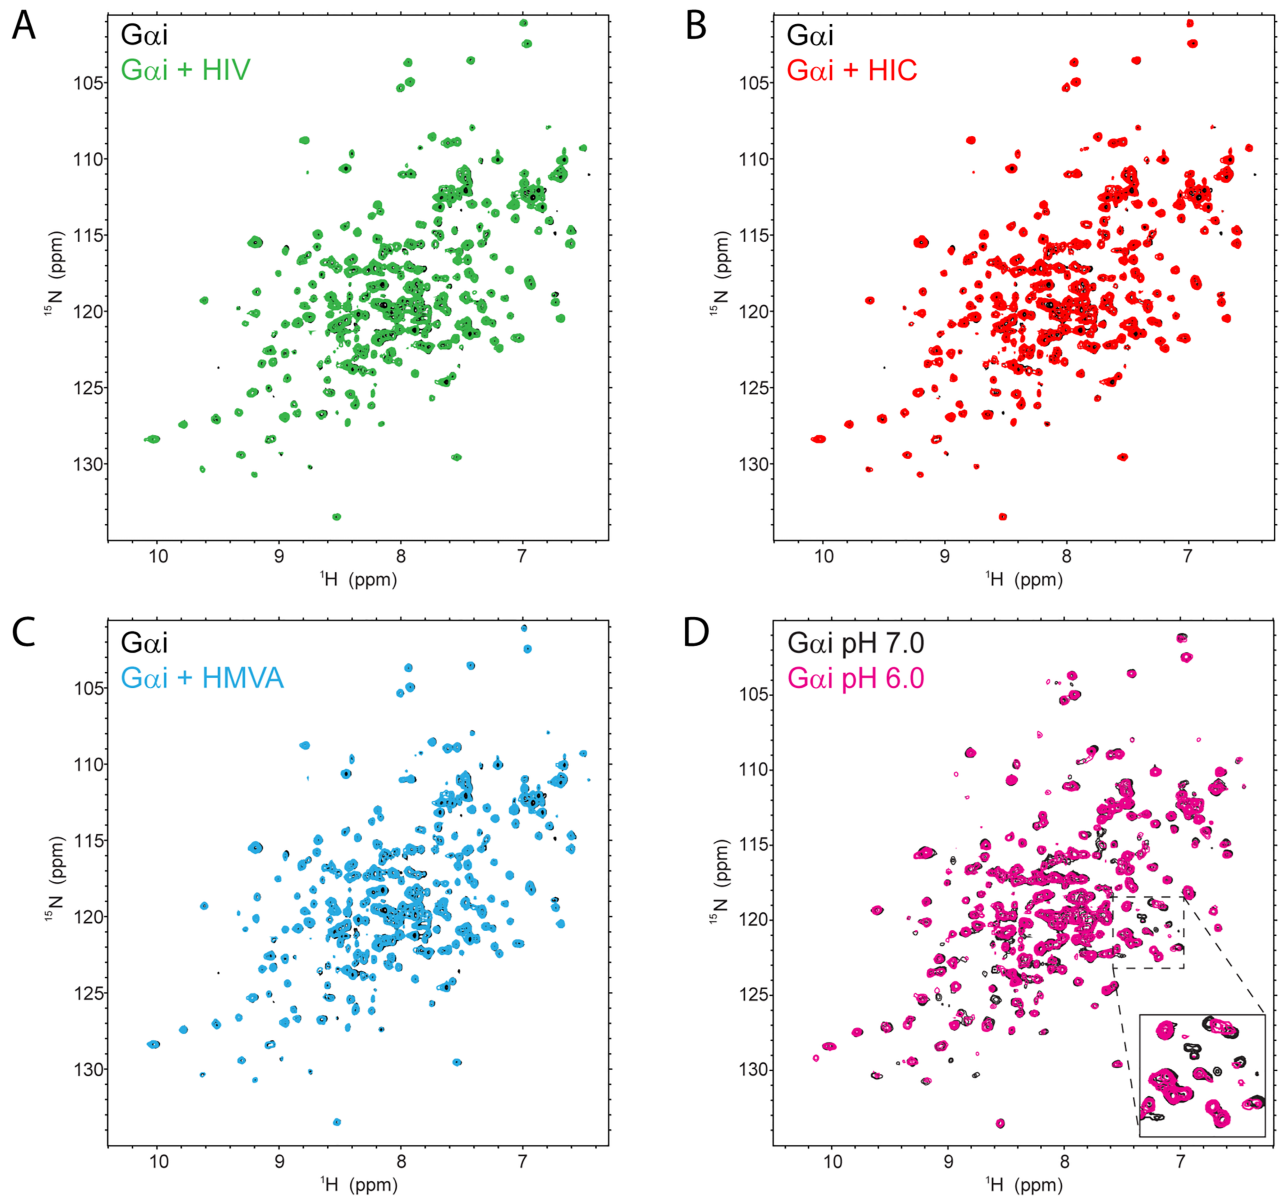 A
Gαi
Gαi + HIV
105
110
115
120
125
130
¹⁵N (ppm)
10 9 8 7
¹H (ppm)
B
Gαi
Gαi + HIC
105
110
115
120
125
130
¹⁵N (ppm)
10 9 8 7
¹H (ppm)
C
Gαi
Gαi + HMVA
105
110
115
120
125
130
¹⁵N (ppm)
10 9 8 7
¹H (ppm)
D
Gαi pH 7.0
Gαi pH 6.0
105
110
115
120
125
130
¹⁵N (ppm)
10 9 8 7
¹H (ppm)